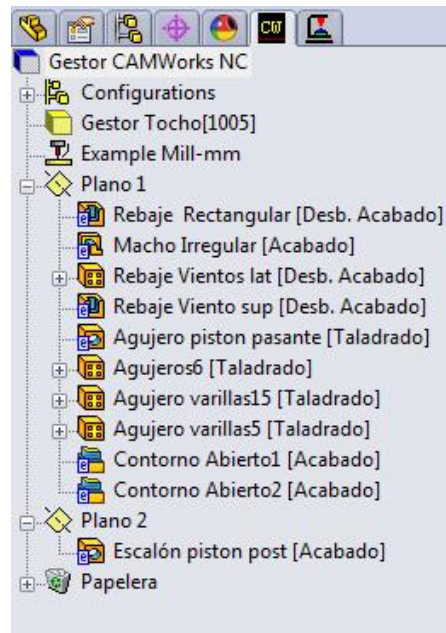 CW
Gestor CAMWorks NC
Configurations
Gestor Tocho[1005]
Example Mill-mm
Plano 1
Rebaje Rectangular [Desb. Acabado]
Macho Irregular [Acabado]
Rebaje Vientos lat [Desb. Acabado]
Rebaje Viento sup [Desb. Acabado]
Agujero piston pasante [Taladrado]
Agujeros6 [Taladrado]
Agujero varillas15 [Taladrado]
Agujero varillas5 [Taladrado]
Contorno Abierto1 [Acabado]
Contorno Abierto2 [Acabado]
Plano 2
Escalón piston post [Acabado]
Papelera